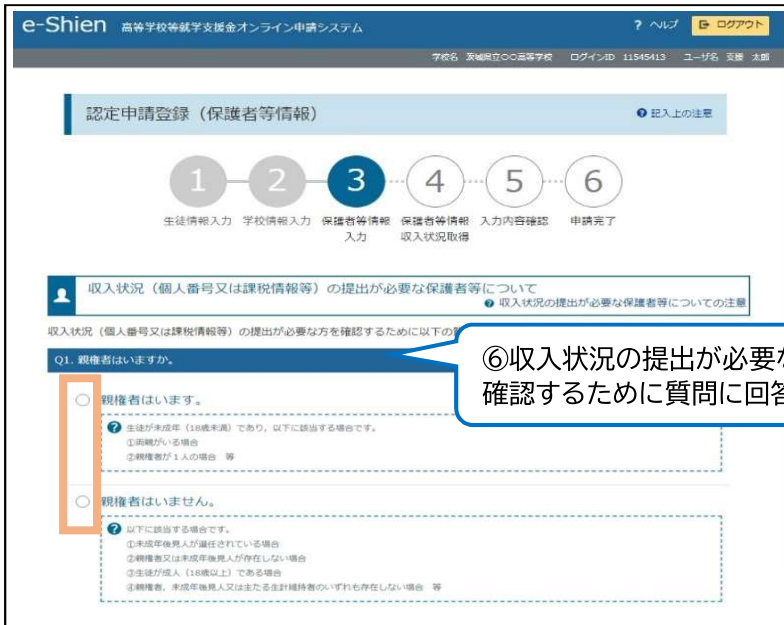 e-Shien 高等学校等就学支援金オンライン申請システム
? ヘルプ ログアウト
学校名 茨城県立〇〇高等学校 ログインID 11545413 ユーザ名 支援 太郎
認定申請登録（保護者等情報）
? 記入上の注意
1 2 3 4 5 6
生徒情報入力 学校情報入力 保護者等情報入力 保護者等情報収入状況取得 入力内容確認 申請完了
収入状況（個人番号又は課税情報等）の提出が必要な保護者等について
? 収入状況の提出が必要な保護者等についての注意
収入状況（個人番号又は課税情報等）の提出が必要な方を確認するために以下の
Q1. 親権者はいますか。
⑥収入状況の提出が必要な
確認するために質問に回答
親権者はいます。
? 生徒が未成年（18歳未満）であり、以下に該当する場合です。
①両親がいる場合
②親権者が１人の場合 等
親権者はいません。
? 以下に該当する場合です。
①未成年後見人が選任されている場合
②親権者又は未成年後見人が存在しない場合
③生徒が成人（18歳以上）である場合
④親権者、未成年後見人又は主たる生計維持者のいずれも存在しない場合 等